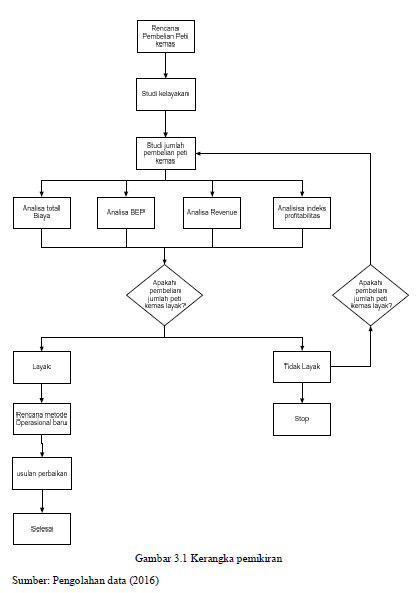 Rencana
Pembelian Peti
kemas
Studi kelayakan
Studi jumlah
pembelian peti
kemas
Analisa total
Biaya
Analisa BEP
Analisa Revenue
Analisisa indeks
profitabilitas
Apakah
pembelian
jumlah peti
kemas layak?
Apakah
pembelian
jumlah peti
kemas layak?
Layak
Tidak Layak
Rencana metode
Operasional baru
Stop
usulan perbaikan
Selesai
Gambar 3.1 Kerangka pemikiran
Sumber: Pengolahan data (2016)